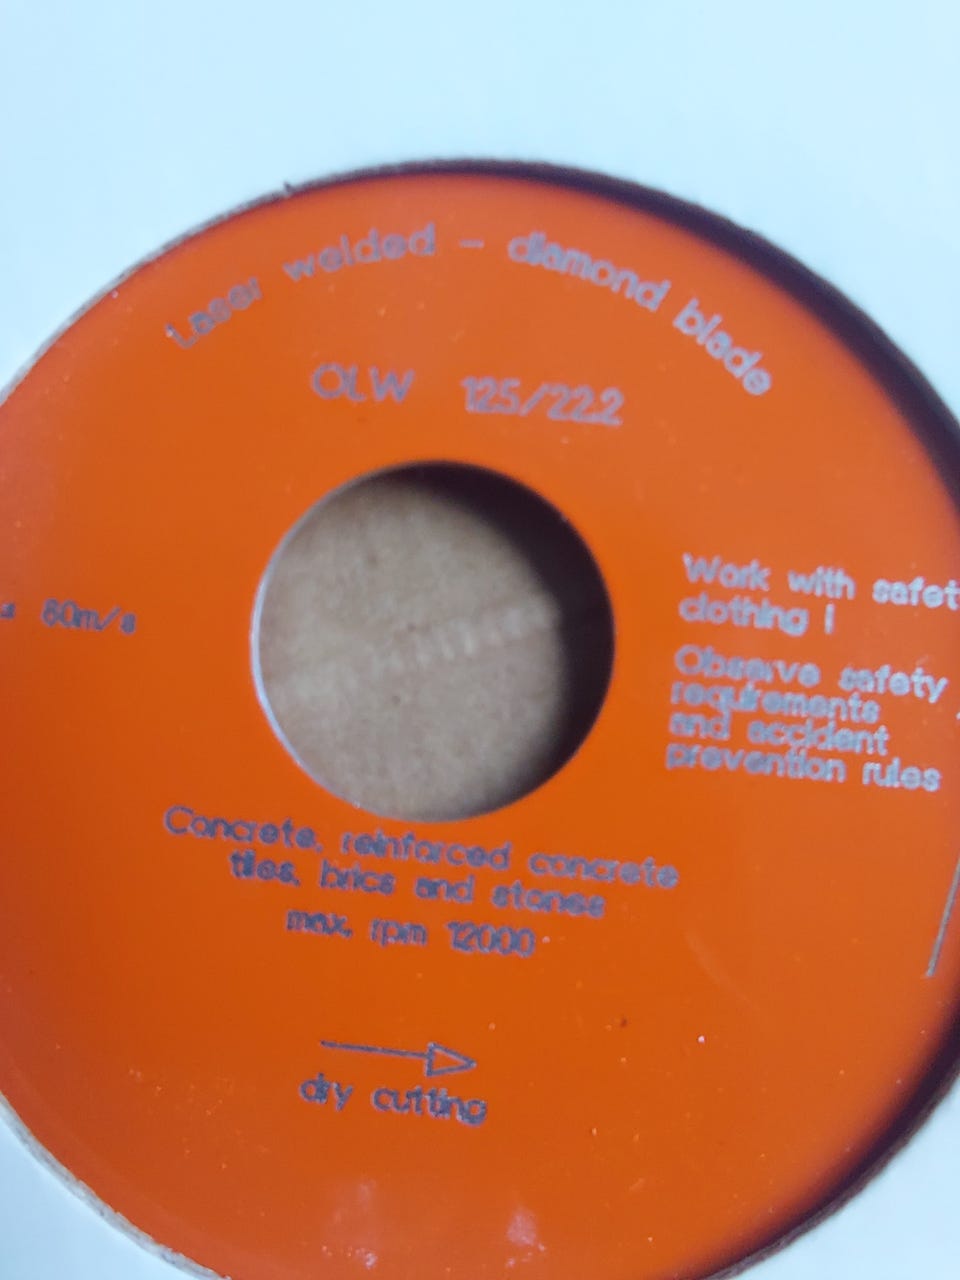 Laser welded - diamond blade
OLW 125/22.2
80m/s
Work with safet
clothing !
Observe safety
requirements
and accident
prevention rules
Concrete, reinforced concrete
tiles, brics and stones
max. rpm 12000
dry cutting